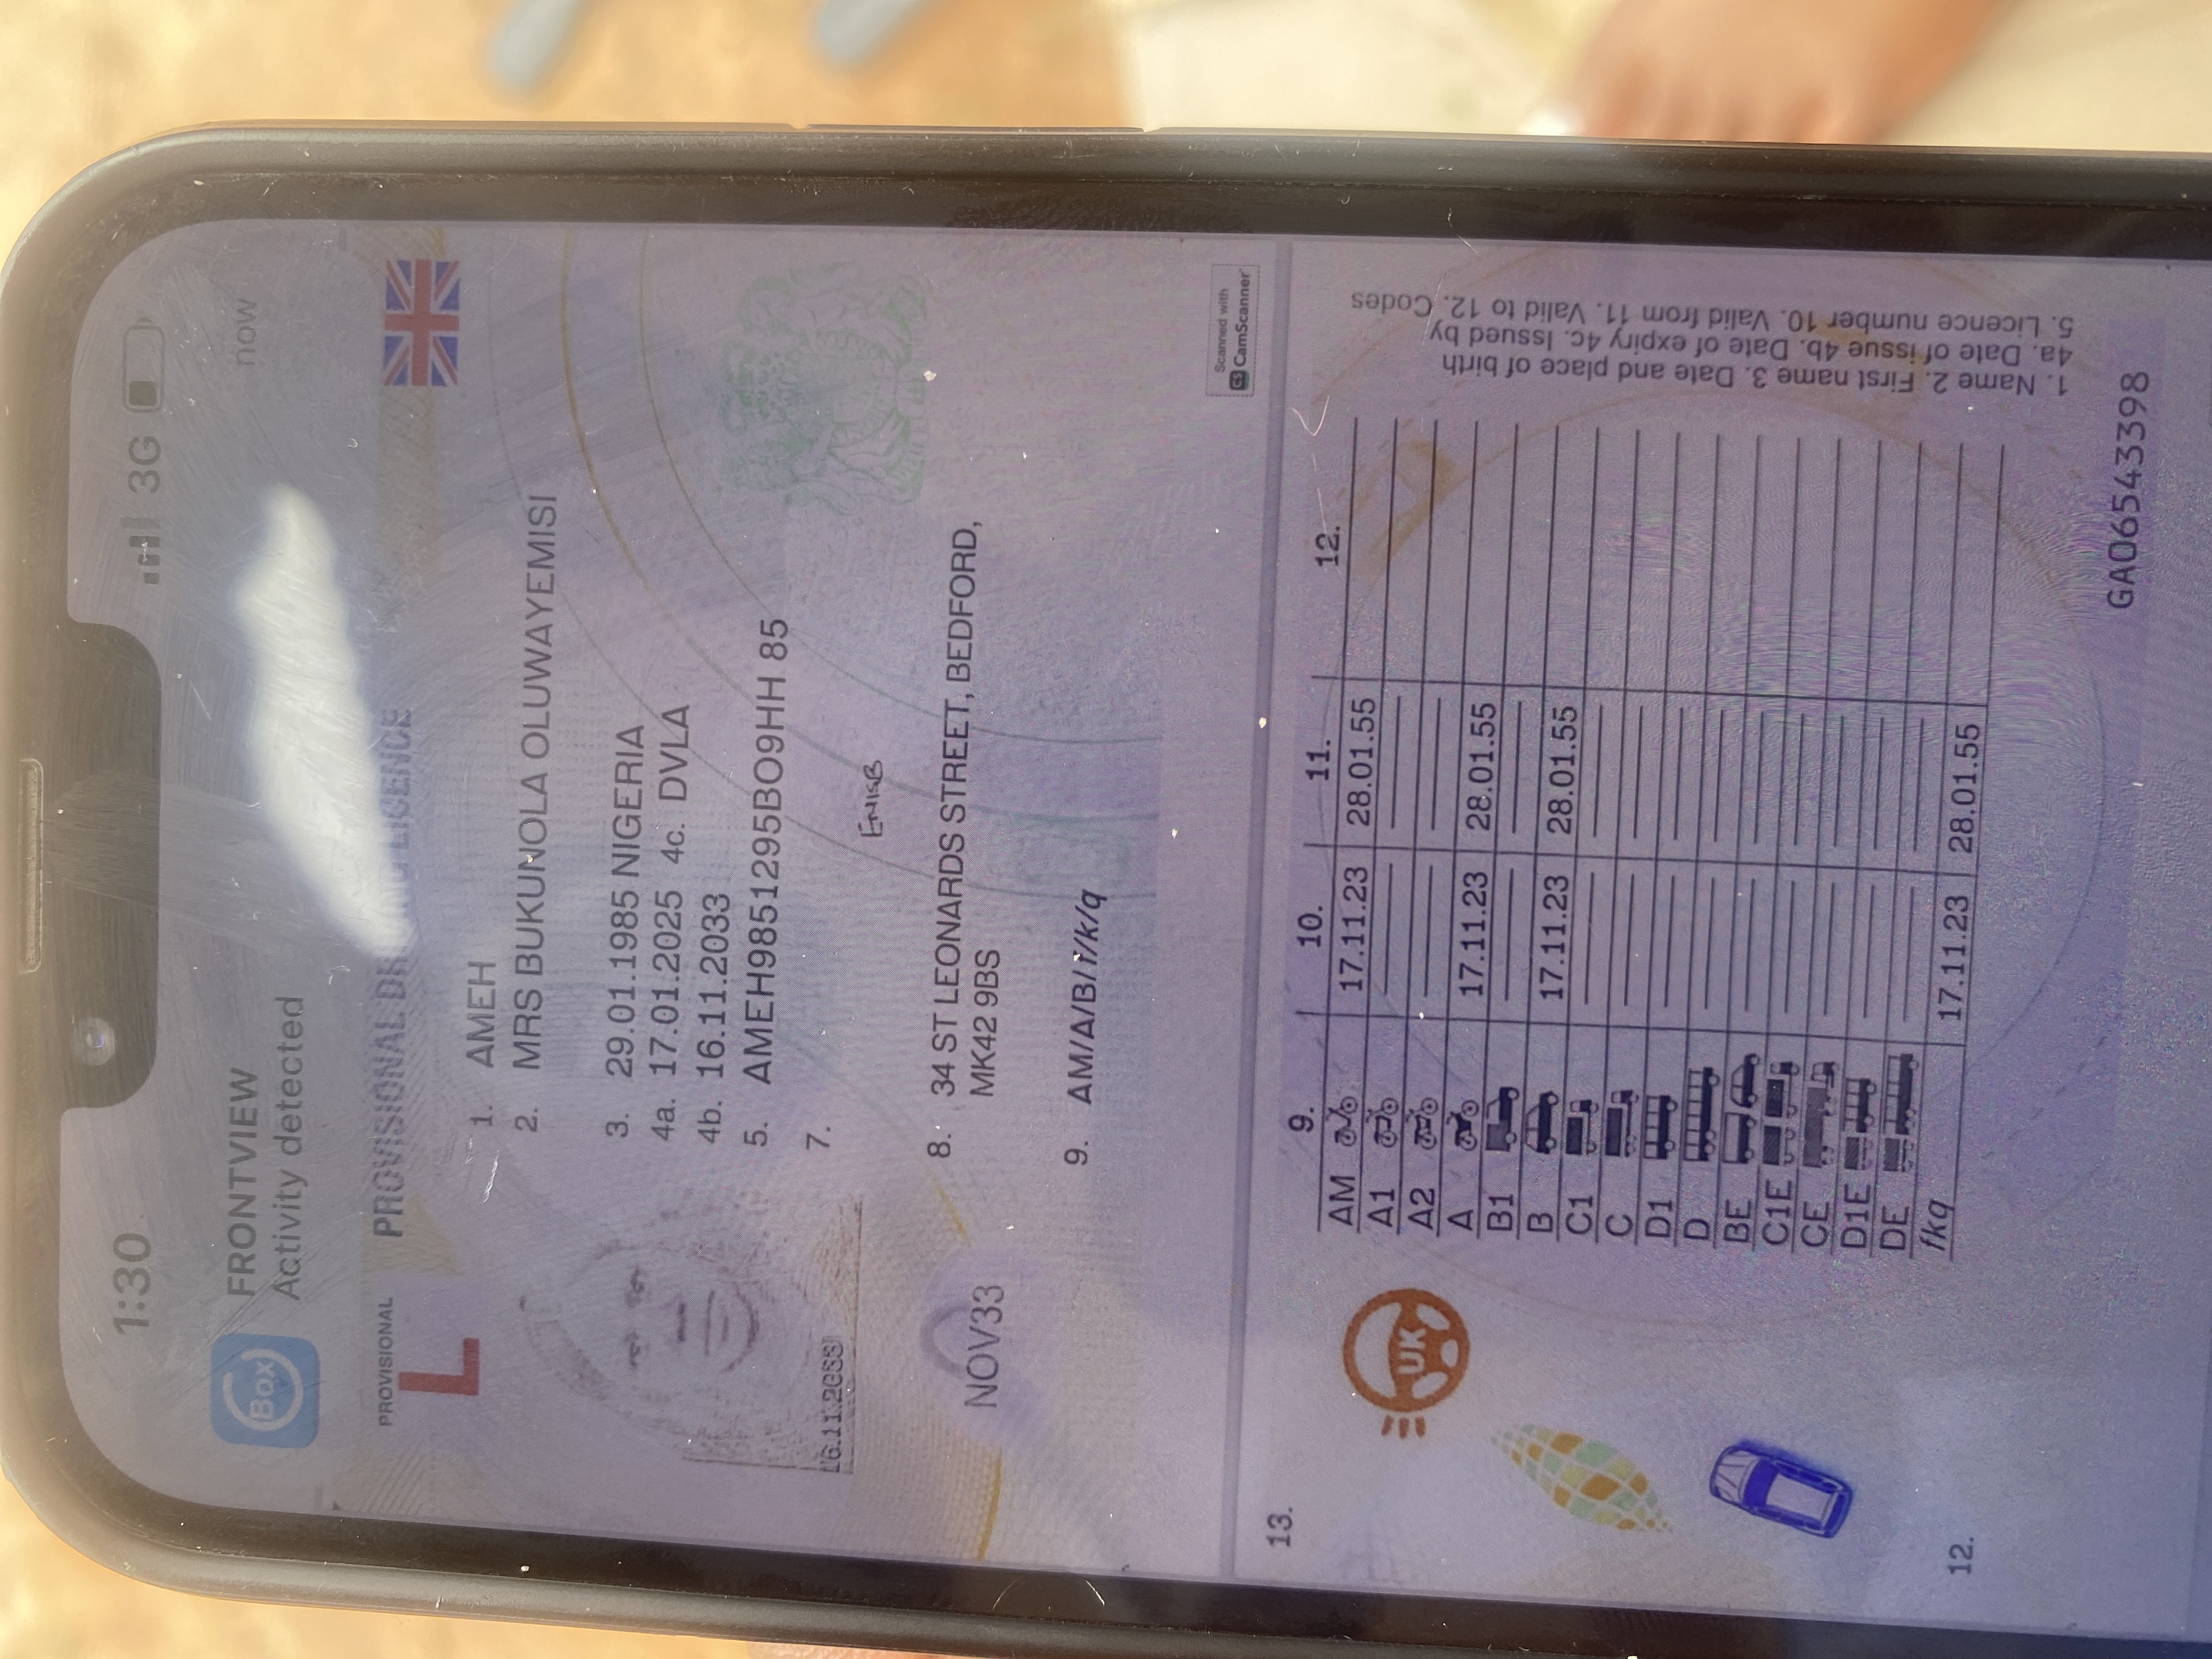 1:30
3G
Box
FRONTVIEW
now
Activity detected
PROVISIONAL
L
PROVISIONAL DRIVING LICENCE
1. AMEH
2. MRS BUKUNOLA OLUWAYEMISI
3. 29.01.1985 NIGERIA
4a. 17.01.2025 4c. DVLA
4b. 16.11.2033
5. AMEH9851295BO9HH 85
7.
16.11.2033
8. 34 ST LEONARDS STREET, BEDFORD,
MK42 9BS
NOV33
9. AM/A/B/f/k/q
Scanned with
CS CamScanner
13.
9. 10. 11. 12.
AM 17.11.23 28.01.55
A1
A2
A 17.11.23 28.01.55
B1
B 17.11.23 28.01.55
C1
C
D1
D
BE
C1E
CE
D1E
DE
fkq 17.11.23 28.01.55
UK
12.
1. Name 2. First name 3. Date and place of birth
4a. Date of issue 4b. Date of expiry 4c. Issued by
5. Licence number 10. Valid from 11. Valid to 12. Codes
GA06543398